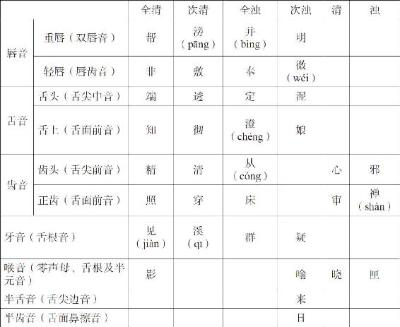 全清 次清 全浊 次浊 清 浊
唇音 重唇（双唇音） 帮 滂(pāng) 并(bìng) 明
轻唇（唇齿音） 非 敷 奉 微(wéi)
舌音 舌头（舌尖中音） 端 透 定 泥
舌上（舌面前音） 知 彻 澄(chéng) 娘
齿音 齿头（舌尖前音） 精 清 从(cóng) 心 邪
正齿（舌面前音） 照 穿 床 审 禅(shàn)
牙音（舌根音） 见(jiàn) 溪(qī) 群 疑
喉音（零声母、舌根及半元音） 影 喻 晓 匣
半舌音（舌尖边音） 来
半齿音（舌面鼻擦音） 日